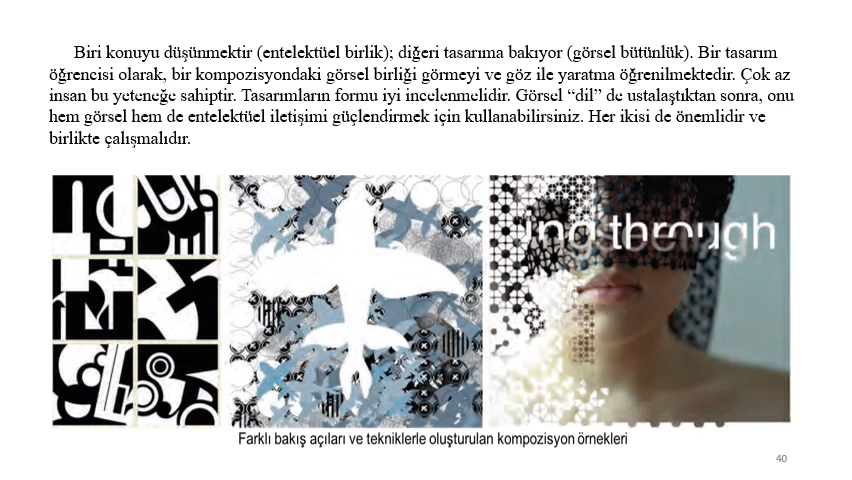 Biri konuyu düşünmektir (entelektüel birlik); diğeri tasarıma bakıyor (görsel bütünlük). Bir tasarım
öğrencisi olarak, bir kompozisyondaki görsel birliği görmeyi ve göz ile yaratma öğrenilmektedir. Çok az
insan bu yeteneğe sahiptir. Tasarımların formu iyi incelenmelidir. Görsel “dil” de ustalaştıktan sonra, onu
hem görsel hem de entelektüel iletişimi güçlendirmek için kullanabilirsiniz. Her ikisi de önemlidir ve
birlikte çalışmalıdır.
ing through
Farklı bakış açıları ve tekniklerle oluşturulan kompozisyon örnekleri
40